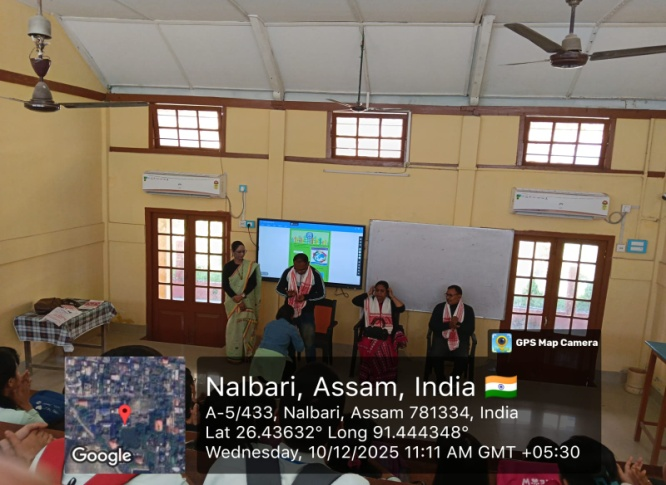 GPS Map Camera
Nalbari, Assam, India 🇮🇳
A-5/433, Nalbari, Assam 781334, India
Lat 26.43632° Long 91.444348°
Wednesday, 10/12/2025 11:11 AM GMT +05:30
Google